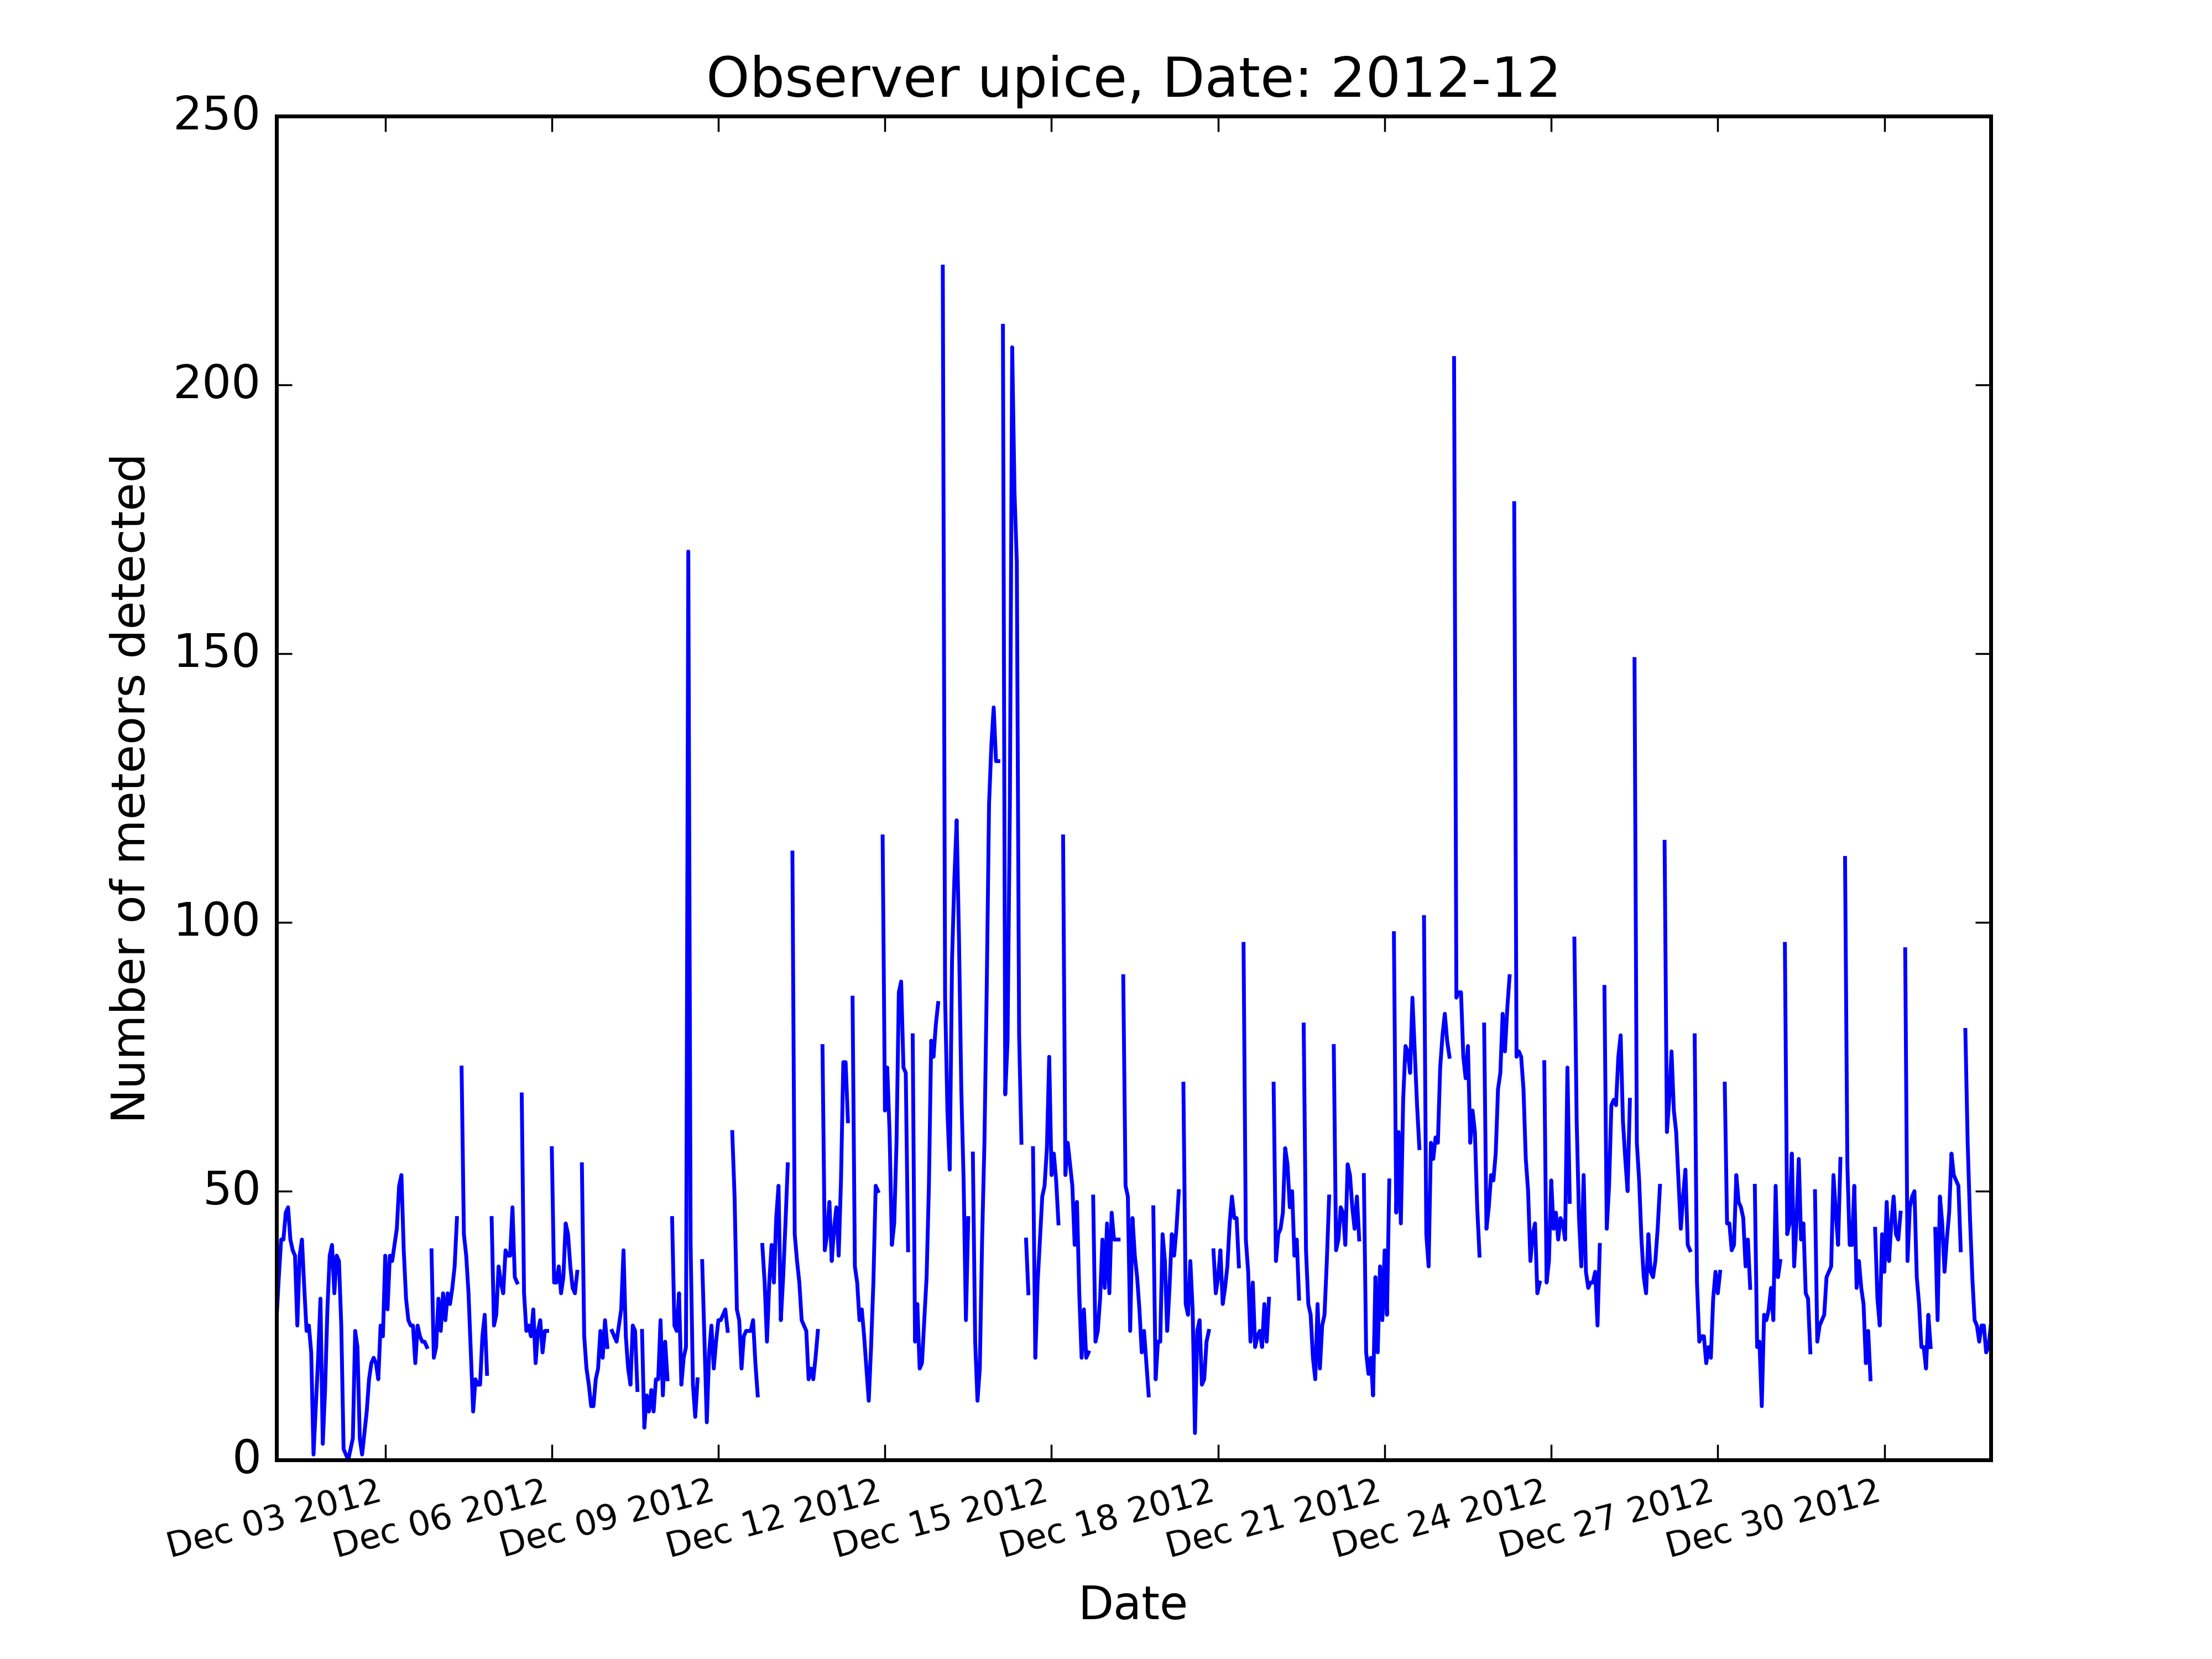 Observer upice, Date: 2012-12
250
200
150
100
50
0
Number of meteors detected
Dec 03 2012
Dec 06 2012
Dec 09 2012
Dec 12 2012
Dec 15 2012
Dec 18 2012
Dec 21 2012
Dec 24 2012
Dec 27 2012
Dec 30 2012
Date